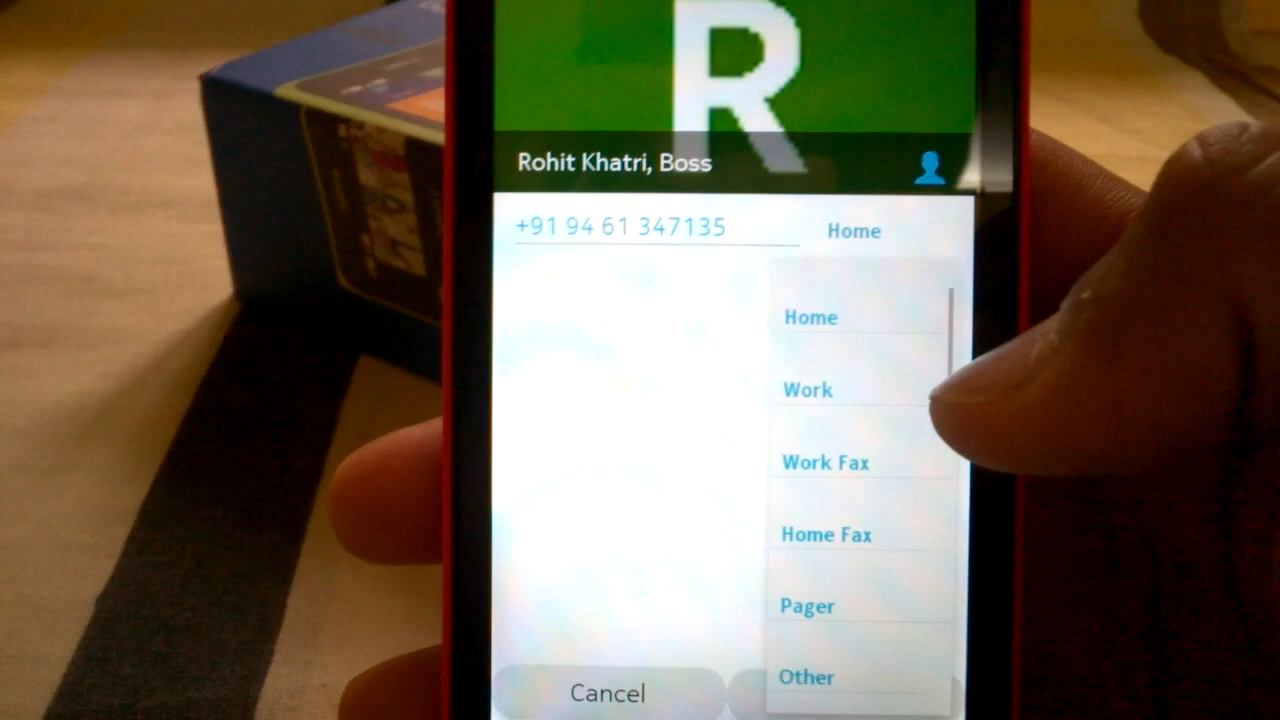 R
Rohit Khatri, Boss
+91 94 61 347135 Home
Home
Work
Work Fax
Home Fax
Pager
Other
Cancel